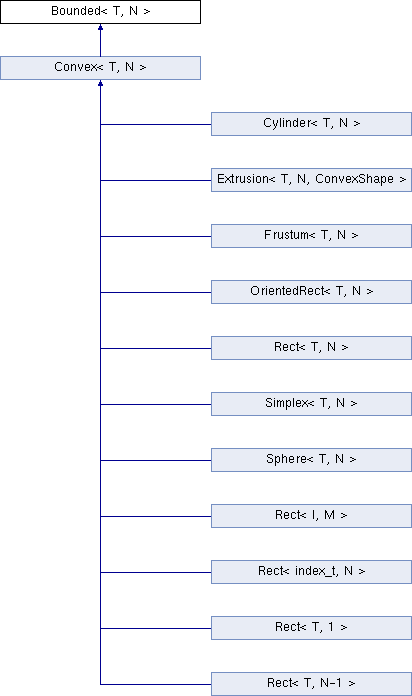 Bounded< T, N >
Convex< T, N >
Cylinder< T, N >
Extrusion< T, N, ConvexShape >
Frustum< T, N >
OrientedRect< T, N >
Rect< T, N >
Simplex< T, N >
Sphere< T, N >
Rect< I, M >
Rect< index_t, N >
Rect< T, 1 >
Rect< T, N-1 >